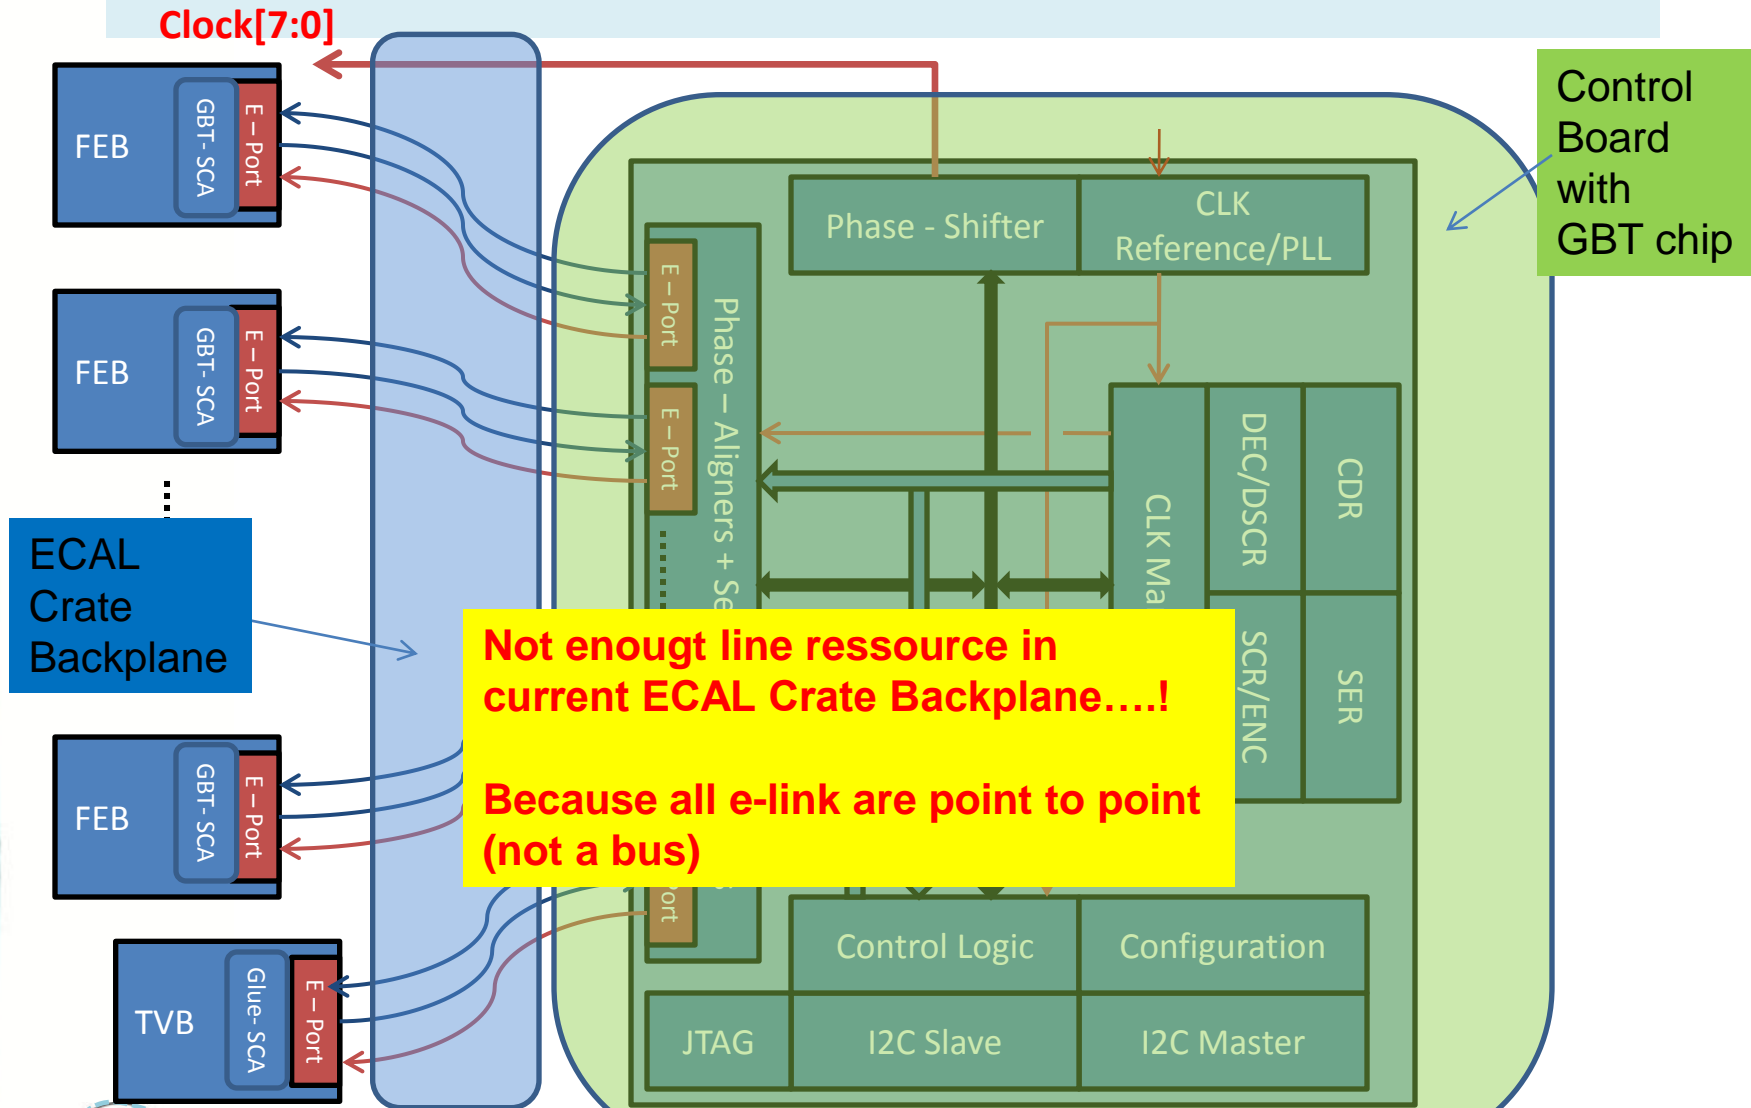 Clock[7:0]
Control
Board
with
GBT chip
FEB
GBT- SCA
E – Port
Phase - Shifter
CLK
Reference/PLL
E – Port
Phase – Aligners + Se
FEB
GBT- SCA
E – Port
E – Port
CLK Ma
DEC/DSCR
CDR
ECAL
Crate
Backplane
Not enougt line ressource in
current ECAL Crate Backplane….!
Because all e-link are point to point
(not a bus)
SCR/ENC
SER
FEB
GBT- SCA
E – Port
ort
Control Logic
Configuration
TVB
Glue- SCA
E – Port
JTAG
I2C Slave
I2C Master